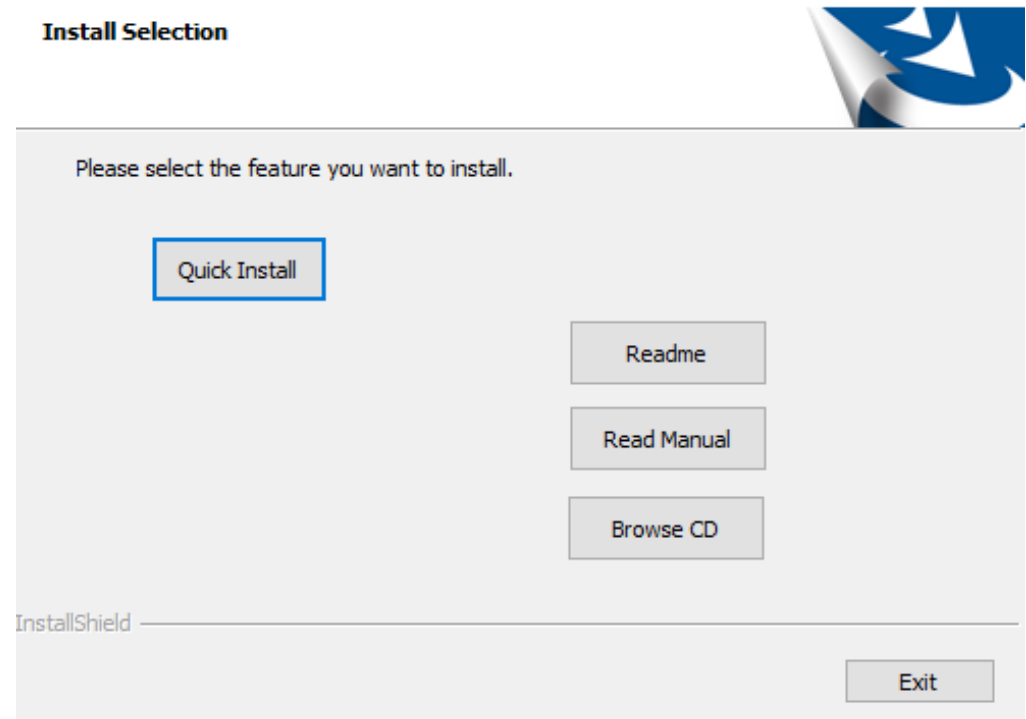 Install Selection
Please select the feature you want to install.
Quick Install
Readme
Read Manual
Browse CD
InstallShield
Exit